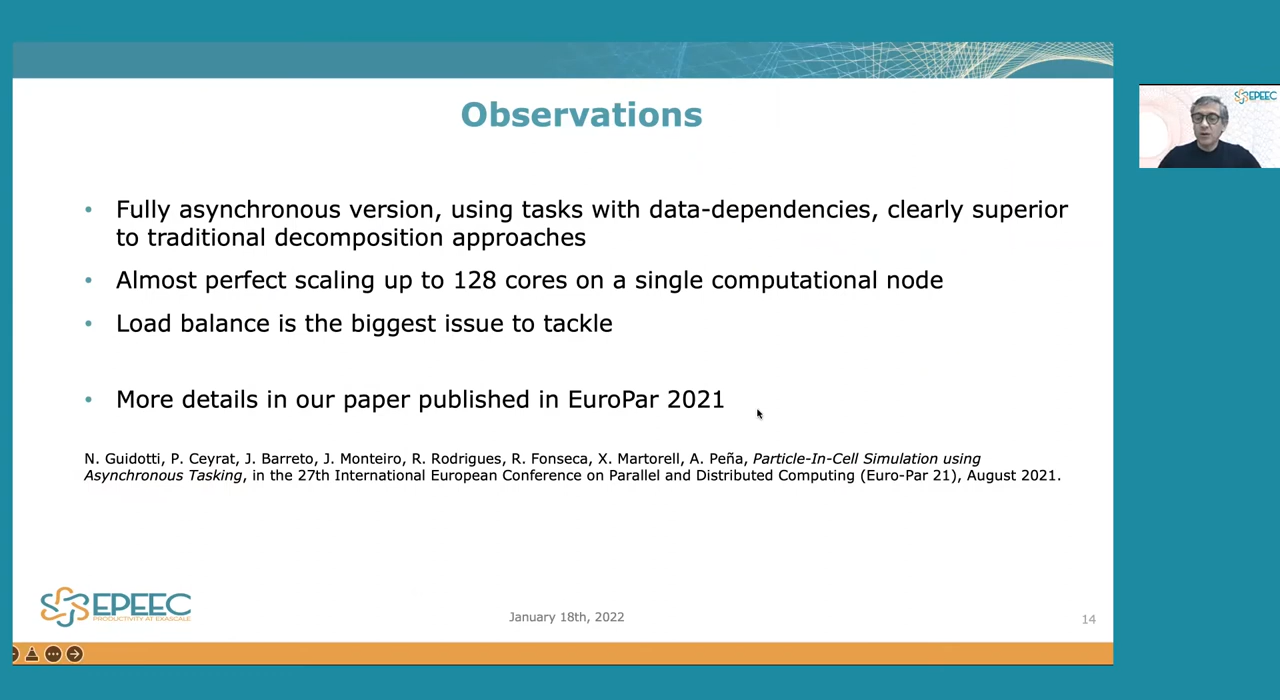 Observations
• Fully asynchronous version, using tasks with data-dependencies, clearly superior
to traditional decomposition approaches
• Almost perfect scaling up to 128 cores on a single computational node
• Load balance is the biggest issue to tackle
• More details in our paper published in EuroPar 2021
N. Guidotti, P. Ceyrat, J. Barreto, J. Monteiro, R. Rodrigues, R. Fonseca, X. Martorell, A. Peña, Particle-In-Cell Simulation using
Asynchronous Tasking, in the 27th International European Conference on Parallel and Distributed Computing (Euro-Par 21), August 2021.
EPEEC
PRODUCTIVITY AT EXASCALE
January 18th, 2022
14
EPEEC